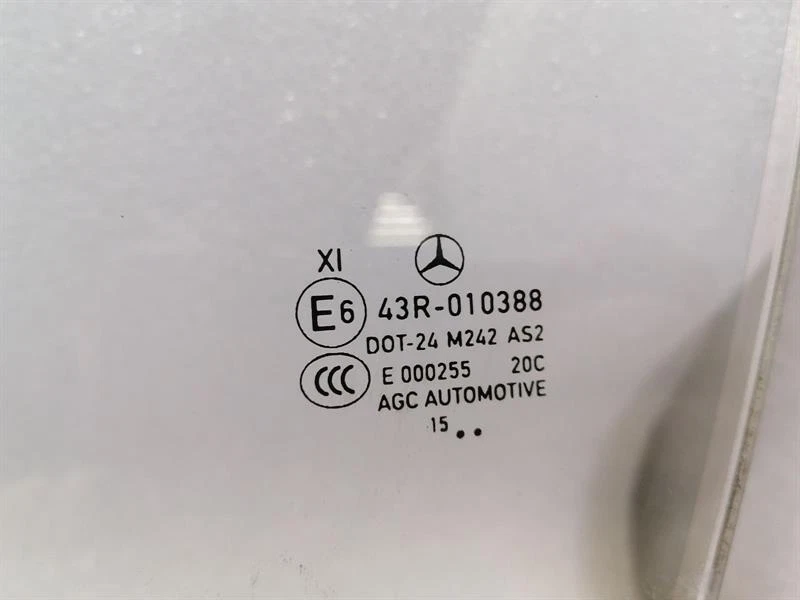 XI
E6 43R-010388
DOT-24 M242 AS2
CCC E 000255 20C
AGC AUTOMOTIVE
15 ..